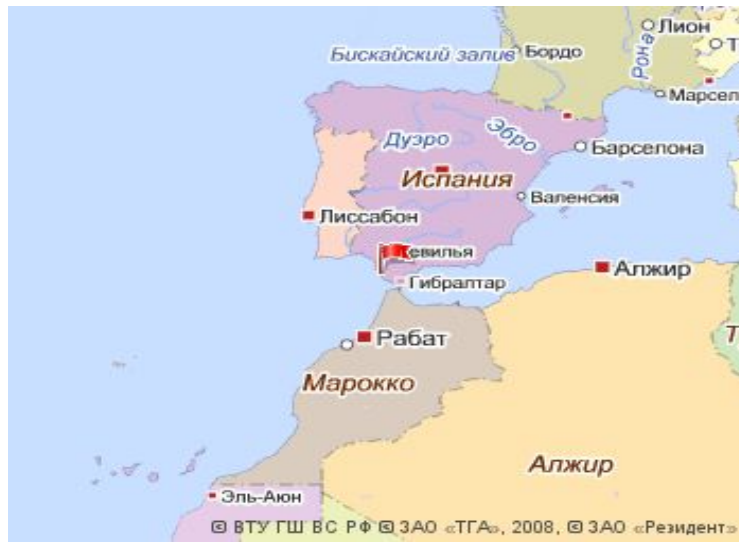 Лион
Рона
Т
Бискайский залив
Бордо
Марсел
Дуэро
Эбро
Барселона
Испания
Валенсия
Лиссабон
евилья
Алжир
Гибралтар
Рабат
Т
Марокко
Алжир
Эль-Аюн
© ВТУ ГШ ВС РФ © ЗАО «ТГА», 2008, © ЗАО «Резидент»